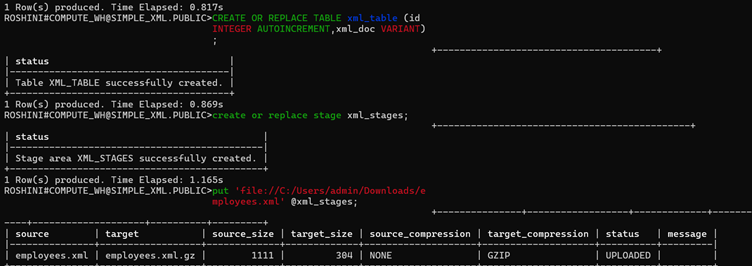 1 Row(s) produced. Time Elapsed: 0.817s
ROSHINI#COMPUTE_WH@SIMPLE_XML.PUBLIC>CREATE OR REPLACE TABLE xml_table (id
INTEGER AUTOINCREMENT,xml_doc VARIANT)
;
+----------------------------------------+
| status |
|----------------------------------------|
| Table XML_TABLE successfully created. |
+----------------------------------------+
1 Row(s) produced. Time Elapsed: 0.869s
ROSHINI#COMPUTE_WH@SIMPLE_XML.PUBLIC>create or replace stage xml_stages;
+----------------------------------------------+
| status |
|----------------------------------------------|
| Stage area XML_STAGES successfully created. |
+----------------------------------------------+
1 Row(s) produced. Time Elapsed: 1.165s
ROSHINI#COMPUTE_WH@SIMPLE_XML.PUBLIC>put 'file://C:/Users/admin/Downloads/e
mployees.xml' @xml_stages;
+---------------+------------------+-------------+------
----+--------------------+----------+---------+
| source | target | source_size | target_size | source_compression | target_compression | status | message |
|---------------+------------------+-------------+-------------+--------------------+--------------------+----------+---------|
| employees.xml | employees.xml.gz | 1111 | 304 | NONE | GZIP | UPLOADED | |